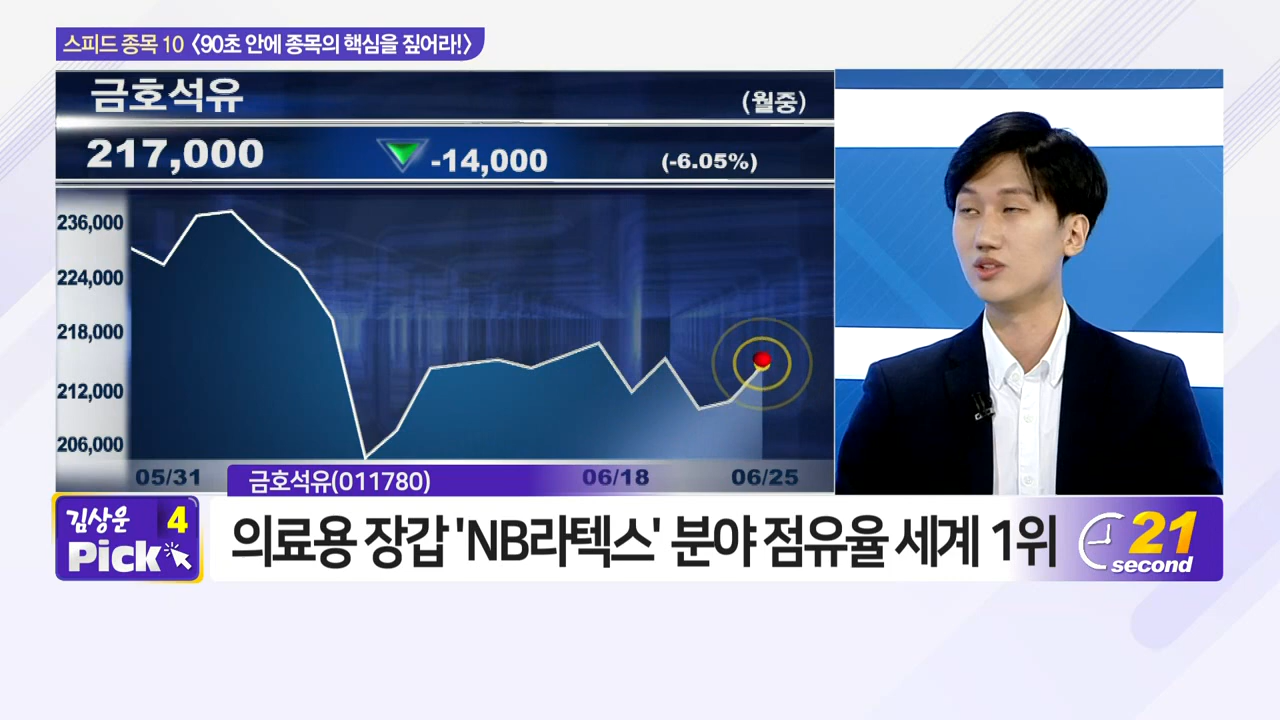 스피드 종목 10 〈90초 안에 종목의 핵심을 짚어라!〉
금호석유
(월중)
217,000
-14,000
(-6.05%)
236,000
224,000
218,000
212,000
206,000
05/31
06/18
06/25
금호석유(011780)
김상운 4
Pick
의료용 장갑 'NB라텍스' 분야 점유율 세계 1위
21
second